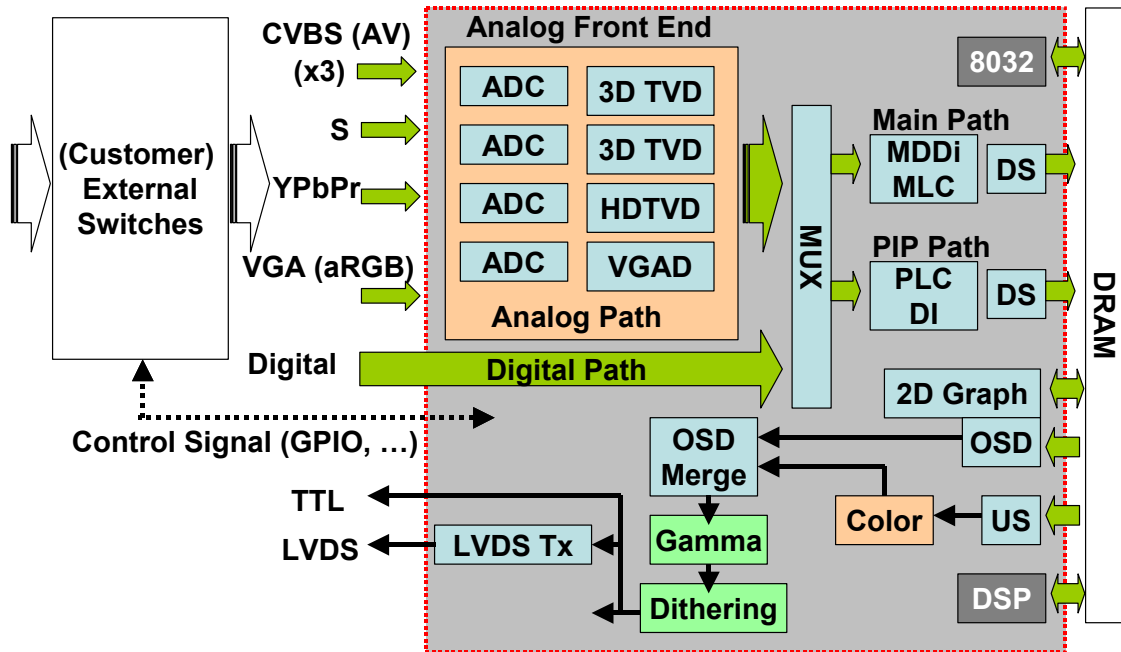 CVBS (AV)
(x3)
S
YPbPr
VGA (aRGB)
Digital
(Customer)
External
Switches
Control Signal (GPIO, …)
TTL
LVDS
Analog Front End
ADC
3D TVD
ADC
3D TVD
ADC
HDTVD
ADC
VGAD
Analog Path
Digital Path
MUX
8032
Main Path
MDDi
MLC
DS
PIP Path
PLC
DI
DS
2D Graph
OSD
OSD
Merge
Color
US
Gamma
LVDS Tx
Dithering
DSP
DRAM